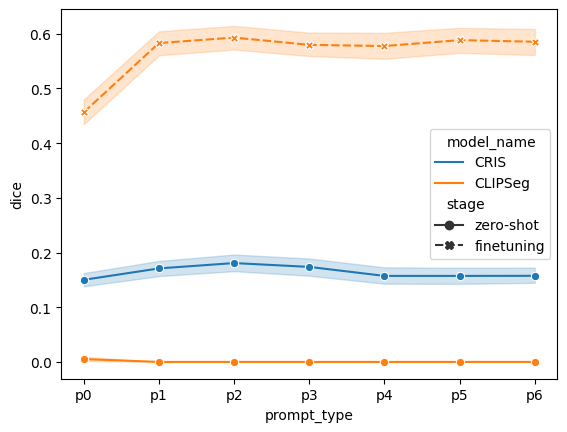 0.6
0.5
0.4
0.3
0.2
0.1
0.0
dice
p0 p1 p2 p3 p4 p5 p6
prompt_type
model_name
CRIS
CLIPSeg
stage
zero-shot
finetuning